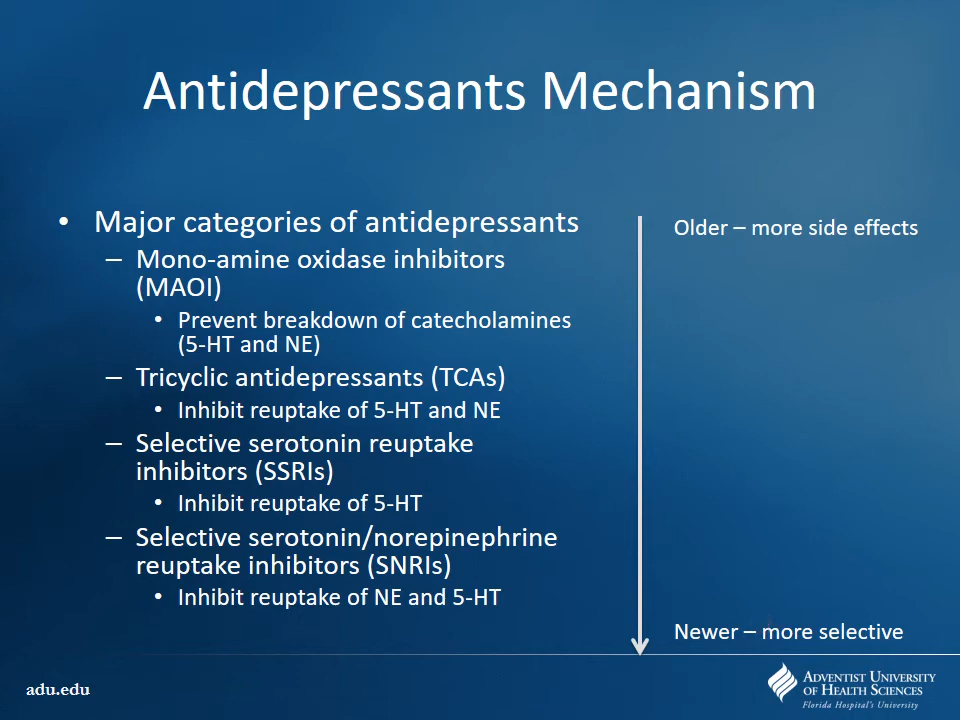 Antidepressants Mechanism
• Major categories of antidepressants
– Mono-amine oxidase inhibitors
(MAOI)
• Prevent breakdown of catecholamines
(5-HT and NE)
– Tricyclic antidepressants (TCAs)
• Inhibit reuptake of 5-HT and NE
– Selective serotonin reuptake
inhibitors (SSRIs)
• Inhibit reuptake of 5-HT
– Selective serotonin/norepinephrine
reuptake inhibitors (SNRIs)
• Inhibit reuptake of NE and 5-HT
Older – more side effects
Newer – more selective
adu.edu
Adventist University
of Health Sciences
Florida Hospital's University